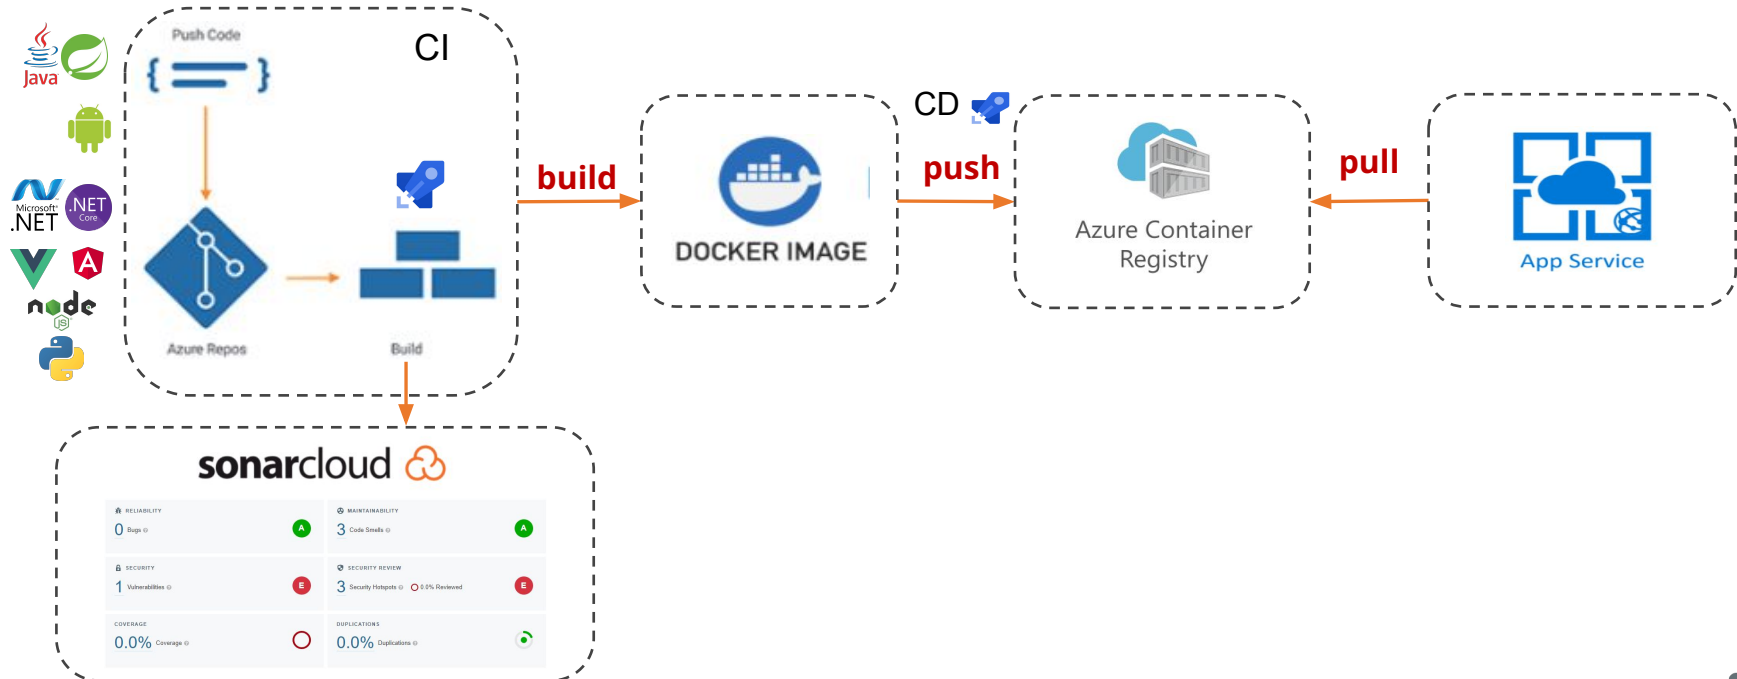 Push Code
CI
Java
Microsoft®
.NET
.NET
Core
node
JS
Azure Repos
Build
build
DOCKER IMAGE
CD
push
Azure Container
Registry
pull
App Service
sonarcloud
RELIABILITY
0 Bugs
A
MAINTAINABILITY
3 Code Smells
A
SECURITY
1 Vulnerabilities
E
SECURITY REVIEW
3 Security Hotspots 0.0% Reviewed
E
COVERAGE
0.0% Coverage
DUPLICATIONS
0.0% Duplications